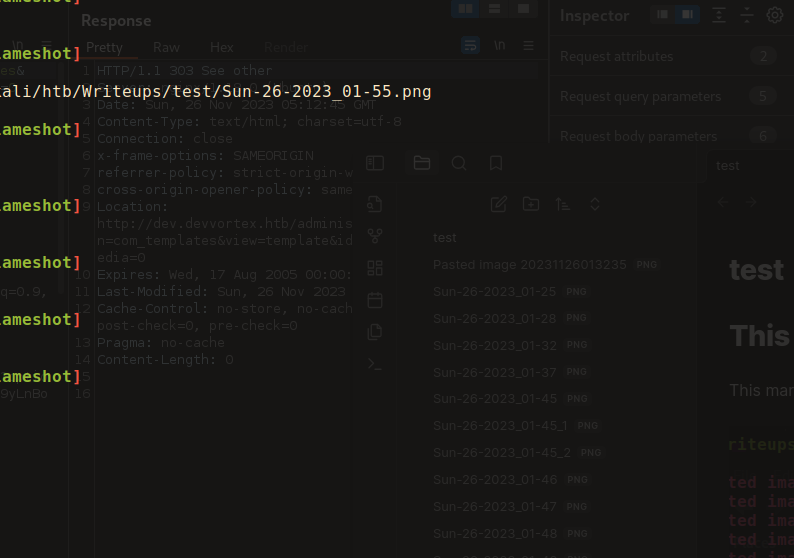 Response
Inspector
\n
ameshot]
Pretty
Raw
Hex
Render
\n
Request attributes
2
1 HTTP/1.1 303 See other
ali/htb/Writeups/test/Sun-26-2023_01-55.png
Request query parameters
5
3 Date: Sun, 26 Nov 2023 05:12:45 GMT
4 Content-Type: text/html; charset=utf-8
ameshot]
5 Connection: close
Request body parameters
6
6 x-frame-options: SAMEORIGIN
7 referrer-policy: strict-origin-w
8 cross-origin-opener-policy: same
9 Location:
ameshot]
http://dev.devvortex.htb/adminis
n=com_templates&view=template&id
edia=0
ameshot]
10 Expires: Wed, 17 Aug 2005 00:00:
11 Last-Modified: Sun, 26 Nov 2023
q=0.9,
12 Cache-Control: no-store, no-cach
post-check=0, pre-check=0
ameshot]
13 Pragma: no-cache
14 Content-Length: 0
ameshot]
15
16
9yLnBo
test
Pasted image 20231126013235 PNG
Sun-26-2023_01-25 PNG
Sun-26-2023_01-28 PNG
Sun-26-2023_01-32 PNG
Sun-26-2023_01-37 PNG
Sun-26-2023_01-45 PNG
Sun-26-2023_01-45_1 PNG
Sun-26-2023_01-45_2 PNG
Sun-26-2023_01-46 PNG
Sun-26-2023_01-47 PNG
Sun-26-2023_01-48 PNG
test
test
This
This mar
riteups
ted ima
ted ima
ted ima
ted ima